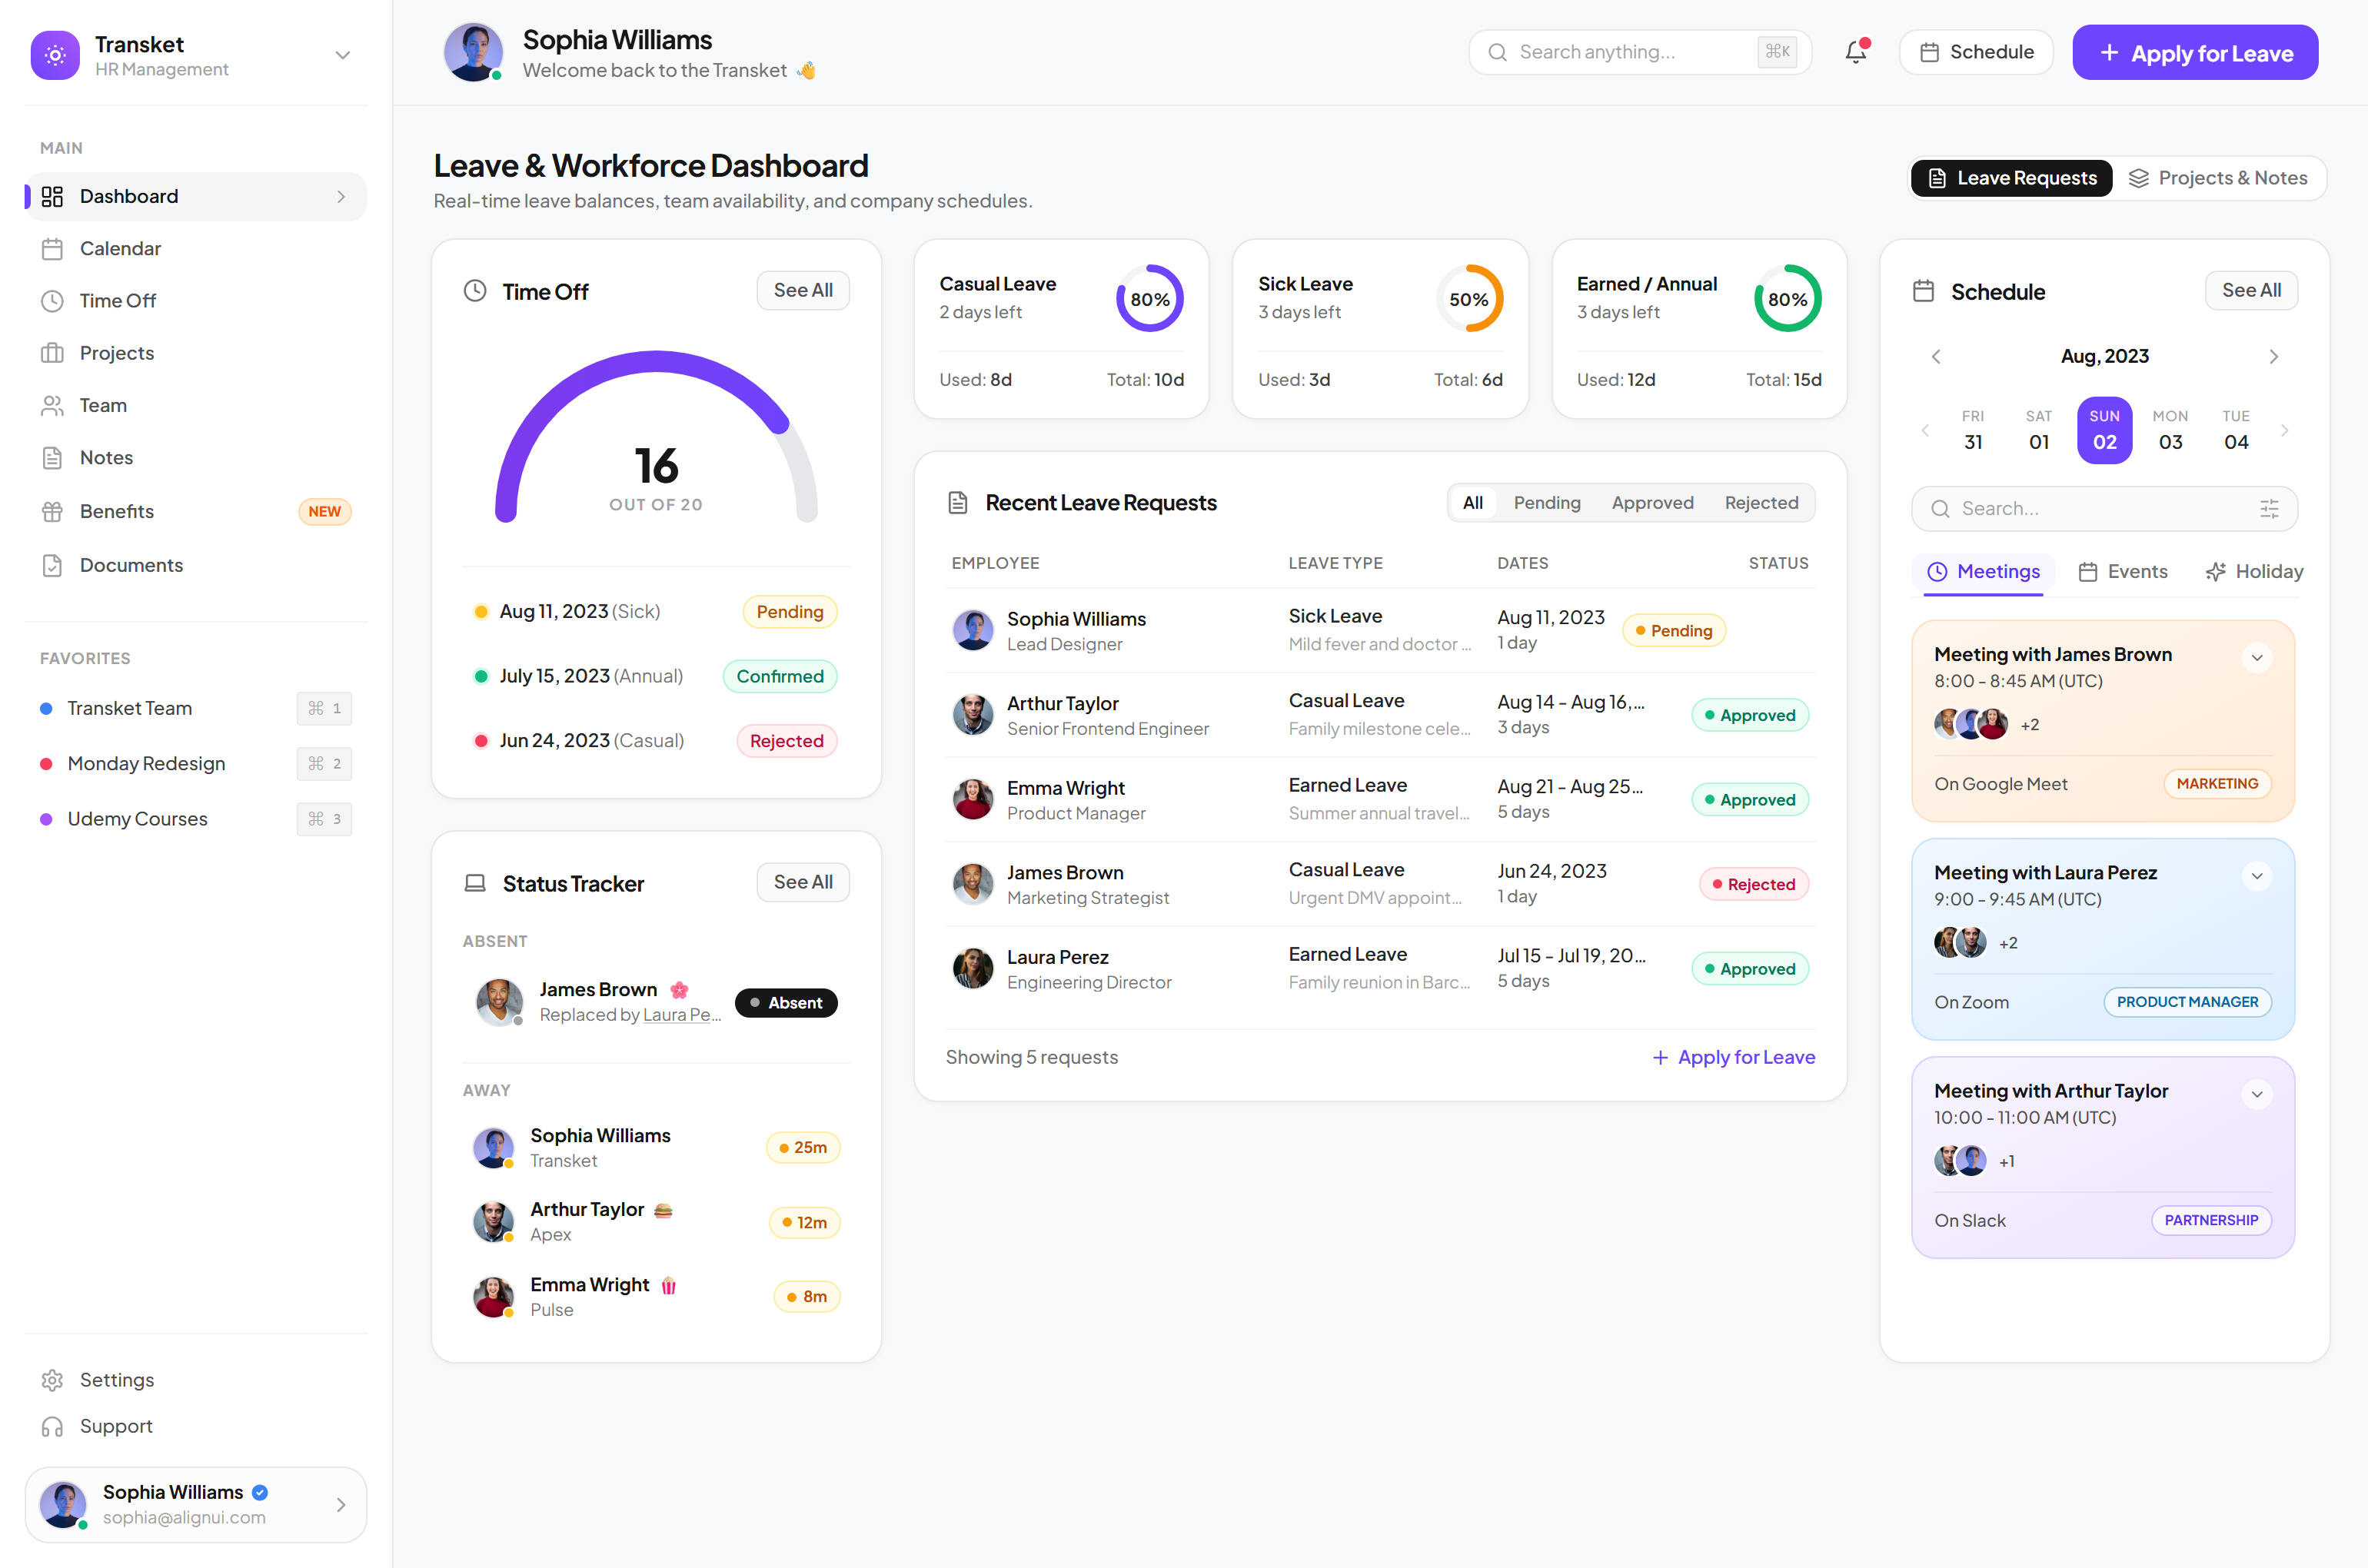 Transket
HR Management
MAIN
Dashboard
Calendar
Time Off
Projects
Team
Notes
Benefits NEW
Documents
FAVORITES
Transket Team ⌘ 1
Monday Redesign ⌘ 2
Udemy Courses ⌘ 3
Settings
Support
Sophia Williams
sophia@alignui.com
Sophia Williams
Welcome back to the Transket 👋
Search anything... ⌘K
Schedule
+ Apply for Leave
Leave & Workforce Dashboard
Real-time leave balances, team availability, and company schedules.
Leave Requests
Projects & Notes
Time Off
See All
16
OUT OF 20
Aug 11, 2023 (Sick) Pending
July 15, 2023 (Annual) Confirmed
Jun 24, 2023 (Casual) Rejected
Status Tracker
See All
ABSENT
James Brown 🌸
Replaced by Laura Pe...
Absent
AWAY
Sophia Williams
Transket
25m
Arthur Taylor 🍔
Apex
12m
Emma Wright 🍿
Pulse
8m
Casual Leave
2 days left
80%
Used: 8d Total: 10d
Sick Leave
3 days left
50%
Used: 3d Total: 6d
Earned / Annual
3 days left
80%
Used: 12d Total: 15d
Recent Leave Requests
All Pending Approved Rejected
EMPLOYEE LEAVE TYPE DATES STATUS
Sophia Williams Sick Leave Aug 11, 2023 Pending
Lead Designer Mild fever and doctor ... 1 day
Arthur Taylor Casual Leave Aug 14 - Aug 16,... Approved
Senior Frontend Engineer Family milestone cele... 3 days
Emma Wright Earned Leave Aug 21 - Aug 25... Approved
Product Manager Summer annual travel... 5 days
James Brown Casual Leave Jun 24, 2023 Rejected
Marketing Strategist Urgent DMV appoint... 1 day
Laura Perez Earned Leave Jul 15 - Jul 19, 20... Approved
Engineering Director Family reunion in Barc... 5 days
Showing 5 requests + Apply for Leave
Schedule
See All
Aug, 2023
FRI SAT SUN MON TUE
31 01 02 03 04
Search...
Meetings Events Holiday
Meeting with James Brown
8:00 - 8:45 AM (UTC)
+2
On Google Meet MARKETING
Meeting with Laura Perez
9:00 - 9:45 AM (UTC)
+2
On Zoom PRODUCT MANAGER
Meeting with Arthur Taylor
10:00 - 11:00 AM (UTC)
+1
On Slack PARTNERSHIP